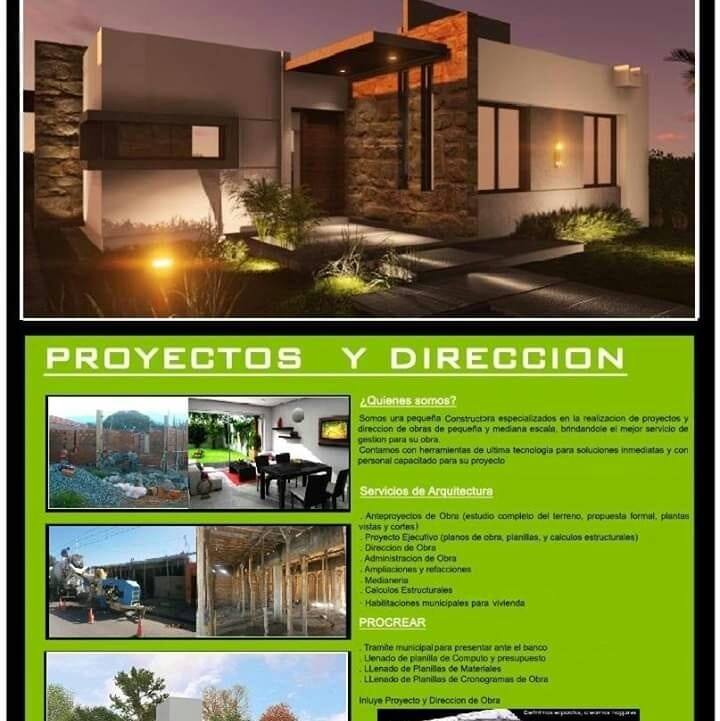 PROYECTOS Y DIRECCION
¿Quienes somos?
Somos ura pequeña Constructora especializados en la realizacion de proyectos y
direccion de obras de pequeña y mediana escala, brindandole el mejor servicio de
gestion para su obra.
Contamos con herramientas de ultima tecnologia para soluciones inmediatas y con
personal capacitado para su proyecto
Servicios de Arquitectura
. Anteproyectos de Obra (estudio completo del terreno, propuesta formal, plantas
vistas y cortes)
. Proyecto Ejecutivo (planos de obra, planillas, y calculos estructurales)
. Direccion de Obra
. Administracion de Obra
. Ampliaciones y refacciones
. Medianeria
. Calculos Estructurales
. Habilitaciones municipales para vivienda
PROCREAR
. Tramite municipal para presentar ante el banco
. Llenado de planilla de Computo y presupuesto
. LLenado de Planillas de Materiales
. LLenado de Planillas de Cronogramas de Obra
Inluye Proyecto y Direccion de Obra